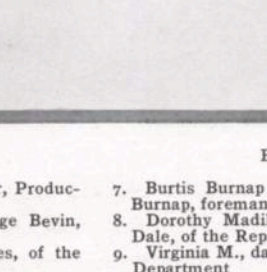 , Produc-
ge Bevin,
es, of the
7. Burtis Burnap
Burnap, foreman
8. Dorothy Madi
Dale, of the Rep
9. Virginia M., da
Department